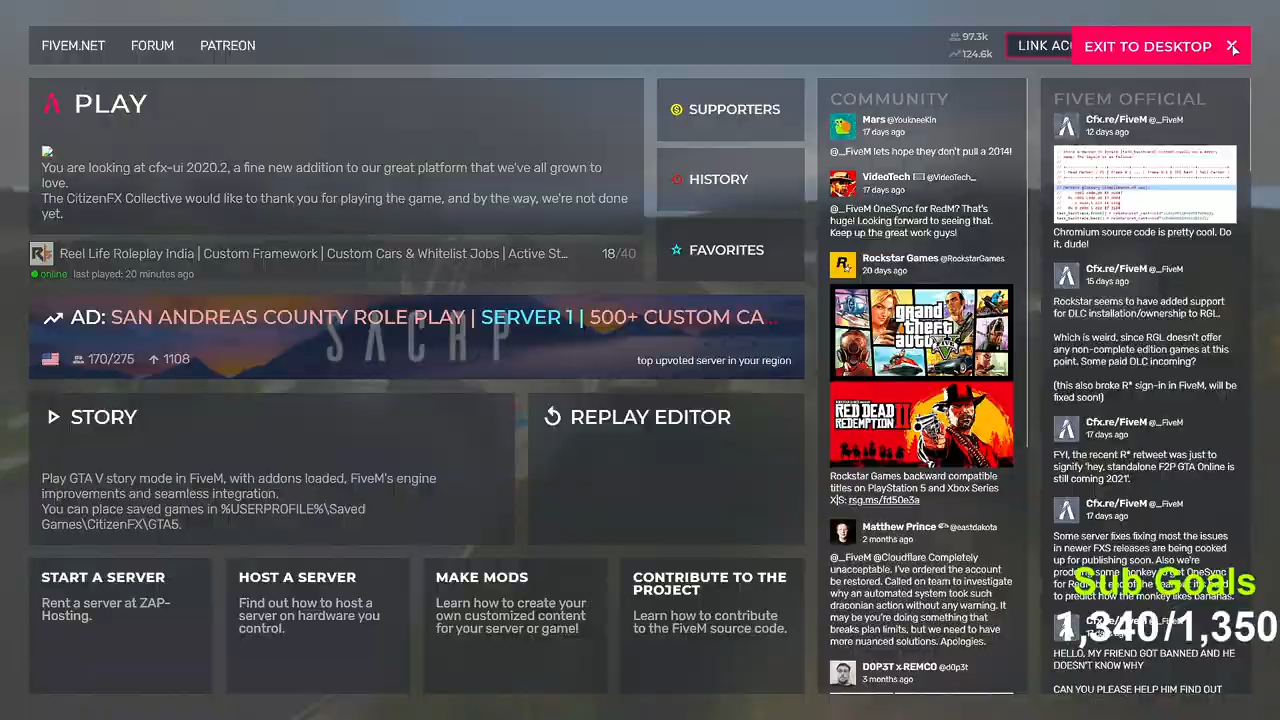 FIVEM.NET FORUM PATREON
97.3k
124.6k
LINK ACC
EXIT TO DESKTOP
PLAY
You are looking at cfx-ui 2020.2, a fine new addition to our great platform that we've all grown to
love.
The CitizenFX Collective would like to thank you for playing our game, and by the way, we're not done
yet.
Reel Life Roleplay India | Custom Framework | Custom Cars & Whitelist Jobs | Active St... 18/40
online last played: 20 minutes ago
SUPPORTERS
HISTORY
FAVORITES
AD: SAN ANDREAS COUNTY ROLE PLAY | SERVER 1 | 500+ CUSTOM CA...
SACRP
170/275 1108
top upvoted server in your region
STORY
Play GTA V story mode in FiveM, with addons loaded, FiveM's engine
improvements and seamless integration.
You can place saved games in %USERPROFILE%\Saved
Games\CitizenFX\GTA5.
REPLAY EDITOR
START A SERVER
Rent a server at ZAP-
Hosting.
HOST A SERVER
Find out how to host a
server on hardware you
control.
MAKE MODS
Learn how to create your
own customized content
for your server or game!
CONTRIBUTE TO THE
PROJECT
Learn how to contribute
to the FiveM source code.
COMMUNITY
Mars @YoukneeKin
17 days ago
@_FiveM lets hope they don't pull a 2014!
VideoTech @VideoTech_
17 days ago
@_FiveM OneSync for RedM? That's
huge! Looking forward to seeing that.
Keep up the great work guys!
Rockstar Games @RockstarGames
20 days ago
grand
theft
auto
V
RED DEAD
REDEMPTION
II
Rockstar Games backward compatible
titles on PlayStation 5 and Xbox Series
X|S: rsg.ms/fd50e3a
Matthew Prince @eastdakota
2 months ago
@_FiveM @Cloudflare Completely
unacceptable. I've ordered the account
be restored. Called on team to investigate
why an automated system took such
draconian action without any warning. It
may be you're doing something that
breaks plan limits, but we need to have
more nuanced solutions. Apologies.
D0P3T x REMCO @d0p3t
3 months ago
FIVEM OFFICIAL
Cfx.re/FiveM @_FiveM
12 days ago
Chromium source code is pretty cool. Do
it, dude!
Cfx.re/FiveM @_FiveM
15 days ago
Rockstar seems to have added support
for DLC installation/ownership to RGL.
Which is weird, since RGL doesn't offer
any non-complete edition games at this
point. Some paid DLC incoming?
(this also broke R* sign-in in FiveM, will be
fixed soon!)
Cfx.re/FiveM @_FiveM
17 days ago
FYI, the recent R* retweet was just to
signify 'hey, standalone F2P GTA Online is
still coming 2021'.
Cfx.re/FiveM @_FiveM
17 days ago
Some server fixes fixing most the issues
in newer FXS releases are being cooked
up for publishing soon. Also we're
some monkey to get OneSync
to predict how the monkey likes bananas.
Sub Goals
1,340/1,350
HELLO, MY FRIEND GOT BANNED AND HE
DOESN'T KNOW WHY
CAN YOU PLEASE HELP HIM FIND OUT